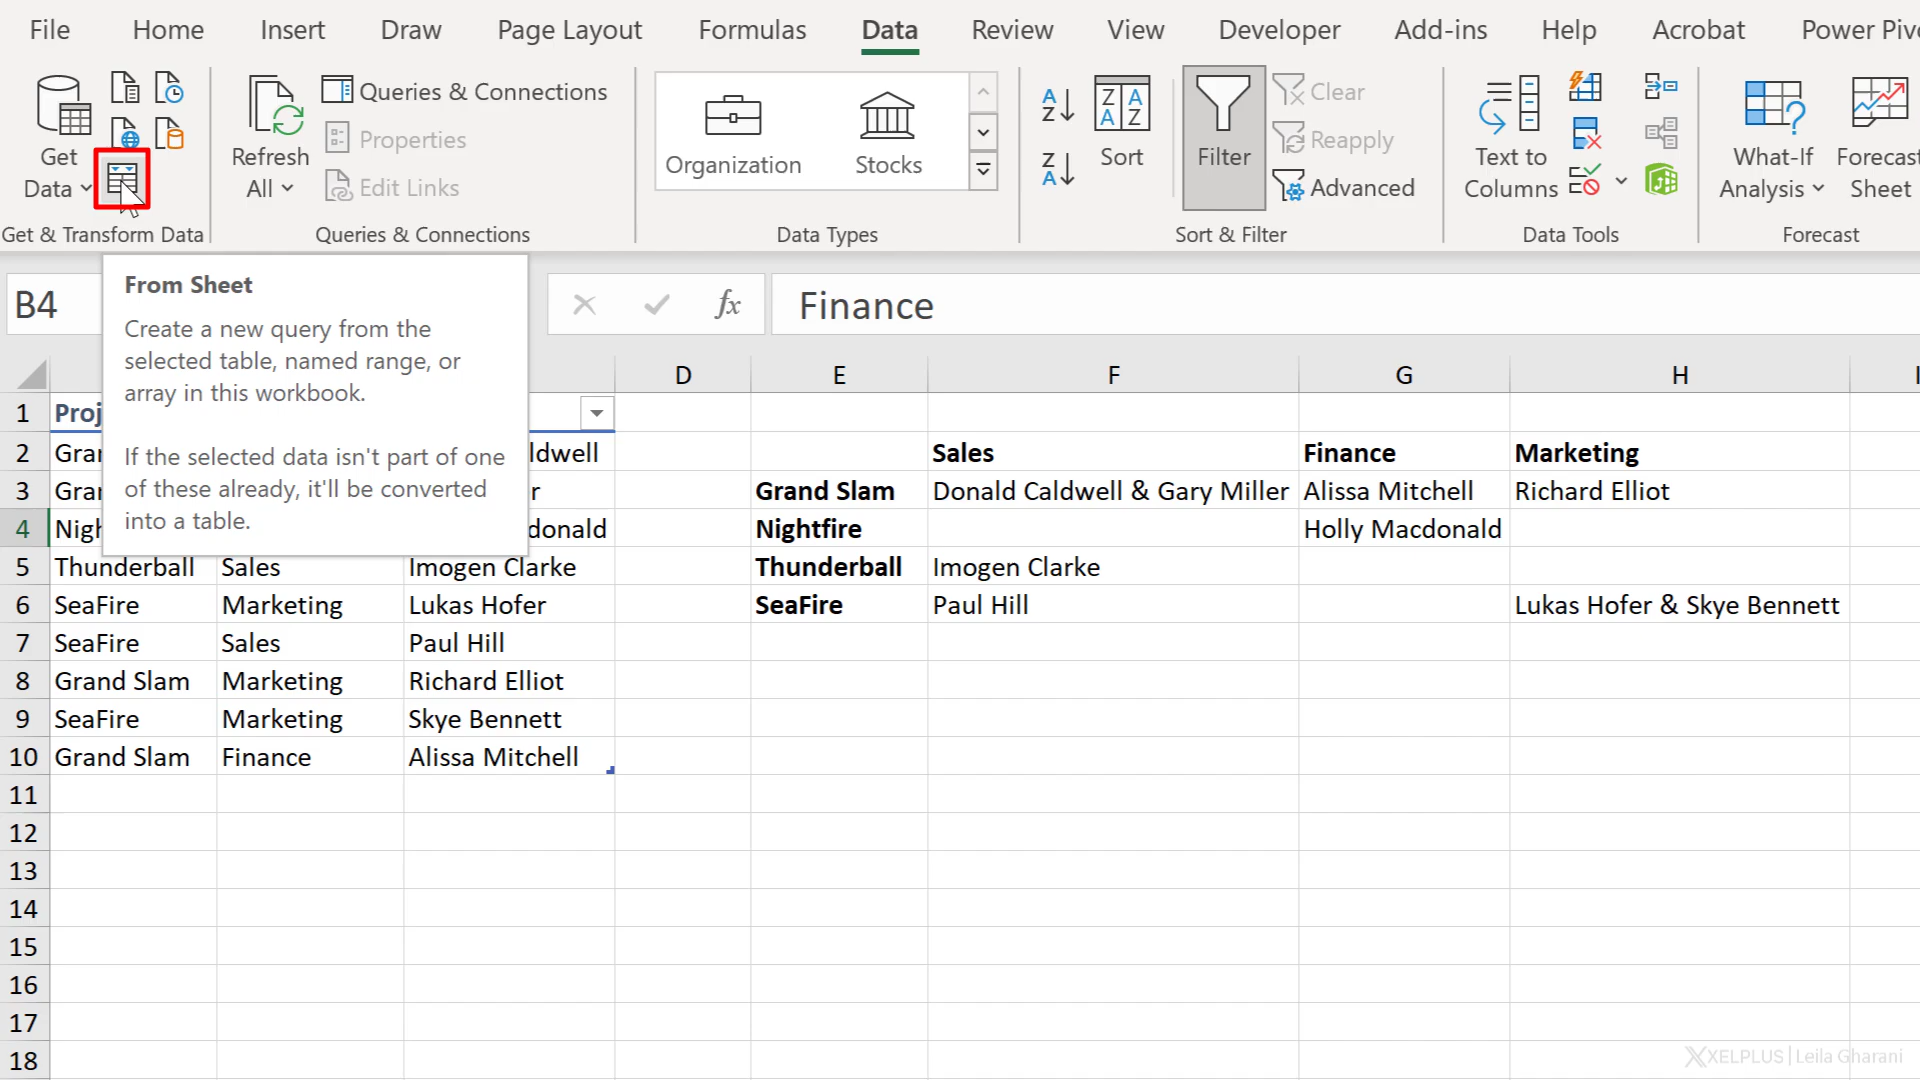 File Home Insert Draw Page Layout Formulas Data Review View Developer Add-ins Help Acrobat Power
Get Data
Refresh All
Queries & Connections
Properties
Edit Links
Organization
Stocks
A Z
Z A
Z A A Z
Sort
Filter
Clear
Reapply
Advanced
Text to Columns
What-If Analysis
Forecast Sheet
Get & Transform Data Queries & Connections Data Types Sort & Filter Data Tools Forecast
B4 fx Finance
From Sheet
Create a new query from the
selected table, named range, or
array in this workbook.
If the selected data isn't part of one
of these already, it'll be converted
into a table.
D E F G H I
1 Proj
2 Gran ldwell Sales Finance Marketing
3 Gran r Grand Slam Donald Caldwell & Gary Miller Alissa Mitchell Richard Elliot
4 Nigh donald Nightfire Holly Macdonald
5 Thunderball Sales Imogen Clarke Thunderball Imogen Clarke
6 SeaFire Marketing Lukas Hofer SeaFire Paul Hill Lukas Hofer & Skye Bennett
7 SeaFire Sales Paul Hill
8 Grand Slam Marketing Richard Elliot
9 SeaFire Marketing Skye Bennett
10 Grand Slam Finance Alissa Mitchell
11
12
13
14
15
16
17
18
XELPLUS | Leila Gharani